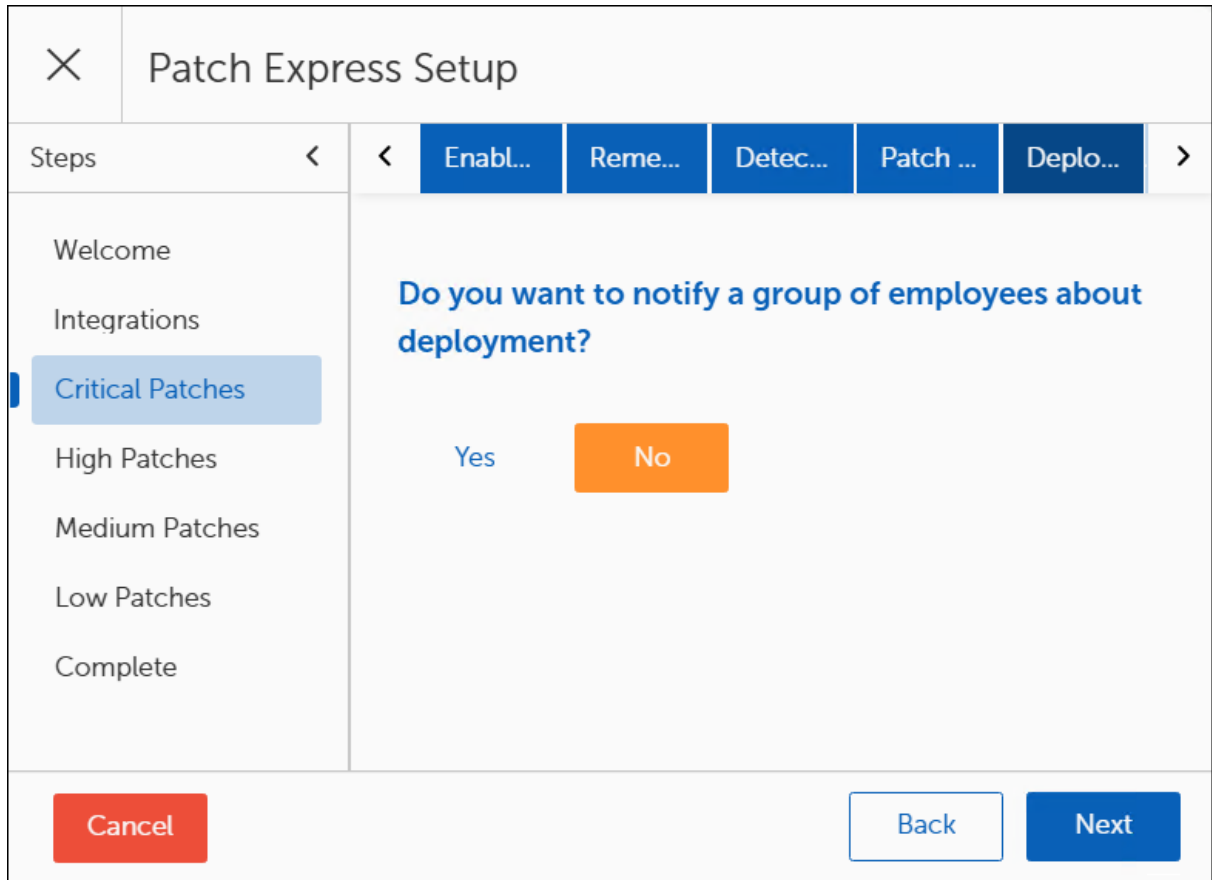 Patch Express Setup
Steps
Enabl...
Reme...
Detec...
Patch ...
Deplo...
Welcome
Integrations
Critical Patches
High Patches
Medium Patches
Low Patches
Complete
Do you want to notify a group of employees about
deployment?
Yes
No
Cancel
Back
Next